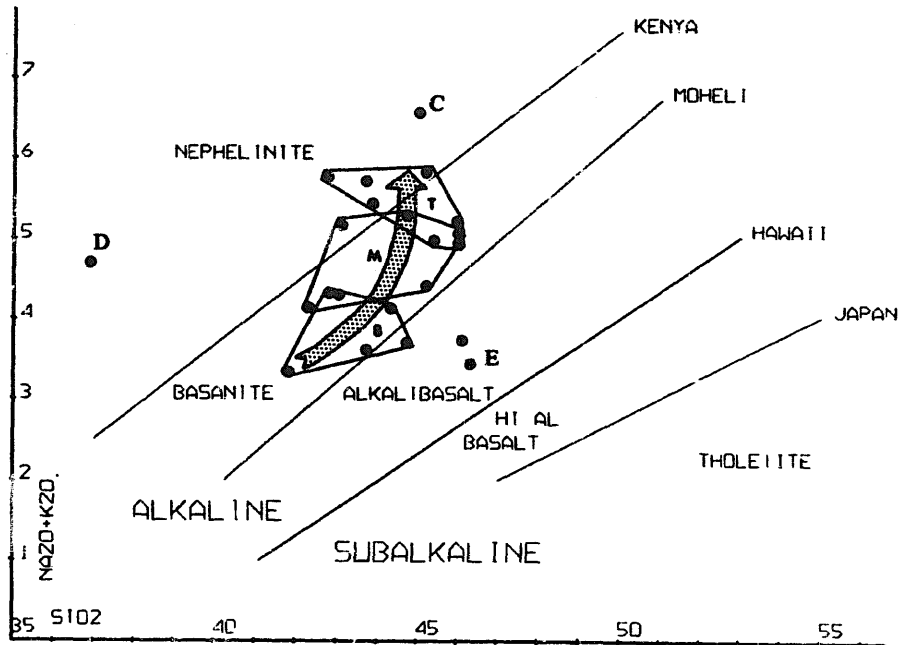 KENYA
7
C
MOHELI
6
NEPHELINITE
T
5
D
HAWAII
M
4
JAPAN
B
E
BASANITE
ALKALIBASALT
3
HI AL
BASALT
THOLEIITE
2
ALKALINE
SUBALKALINE
1
NA2O+K2O.
SIO2
35
40
45
50
55